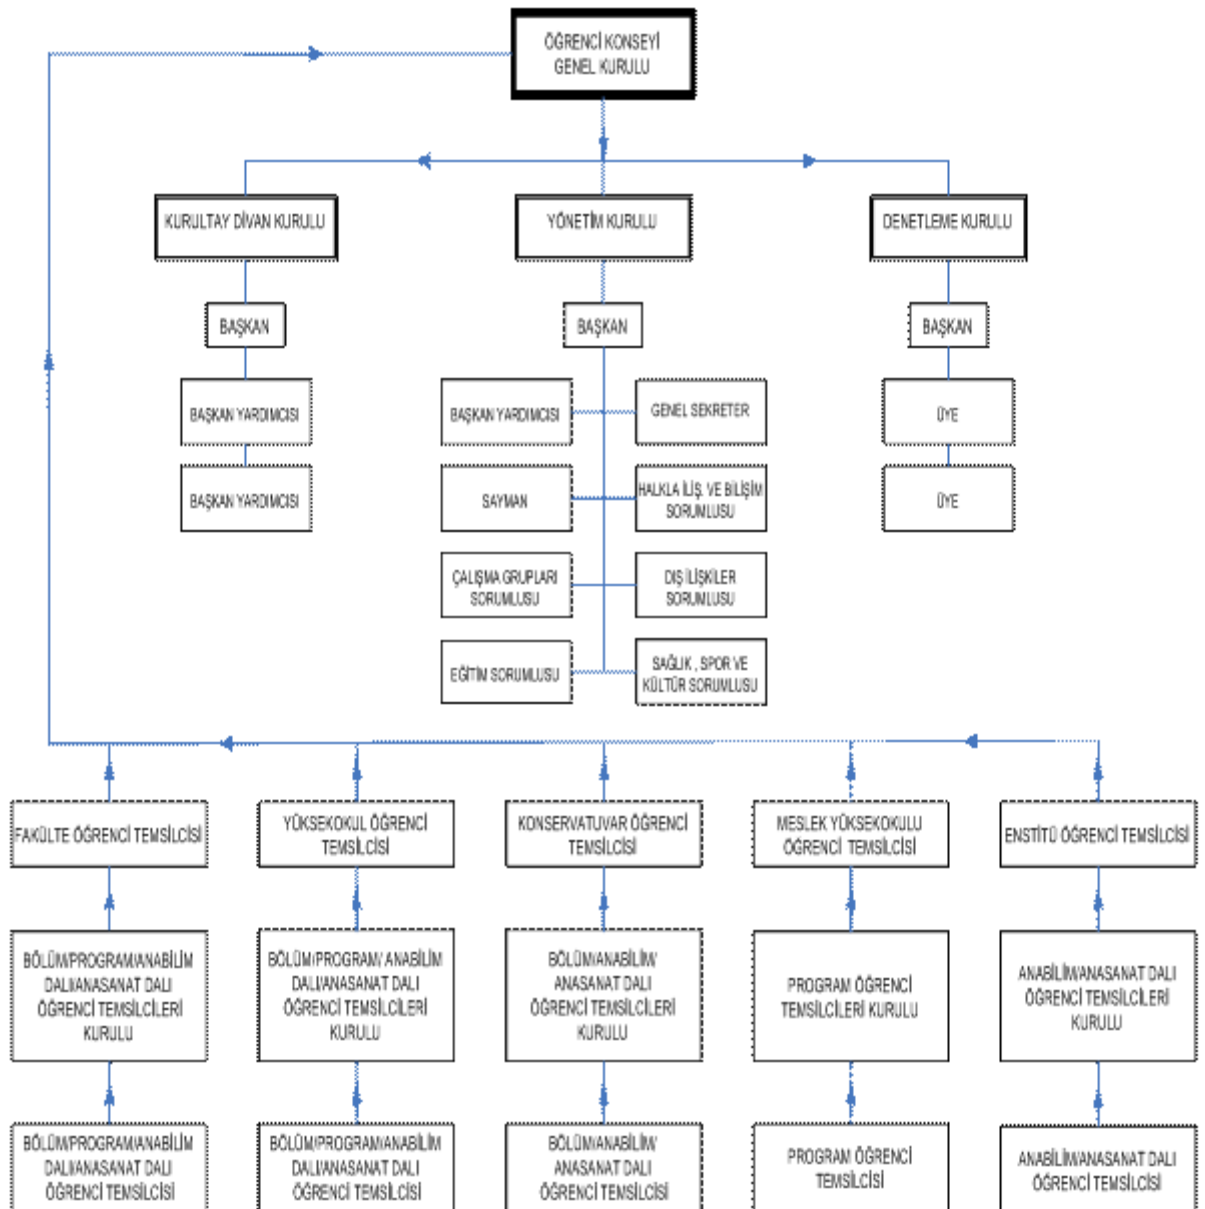 ÖĞRENCİ KONSEYİ
GENEL KURULU
KURULTAY DİVAN KURULU
YÖNETİM KURULU
DENETLEME KURULU
BAŞKAN
BAŞKAN
BAŞKAN
BAŞKAN YARDIMCISI
BAŞKAN YARDIMCISI
GENEL SEKRETER
ÜYE
BAŞKAN YARDIMCISI
SAYMAN
HALKLA İLİŞ. VE BİLİŞİM
SORUMLUSU
ÜYE
ÇALIŞMA GRUPLARI
SORUMLUSU
DIŞ İLİŞKİLER
SORUMLUSU
EĞİTİM SORUMLUSU
SAĞLIK , SPOR VE
KÜLTÜR SORUMLUSU
FAKÜLTE ÖĞRENCİ TEMSİLCİSİ
YÜKSEKOKUL ÖĞRENCİ
TEMSİLCİSİ
KONSERVATUVAR ÖĞRENCİ
TEMSİLCİSİ
MESLEK YÜKSEKOKULU
ÖĞRENCİ TEMSİLCİSİ
ENSTİTÜ ÖĞRENCİ TEMSİLCİSİ
BÖLÜM/PROGRAM/ANABİLİM
DALI/ANASANAT DALI
ÖĞRENCİ TEMSİLCİLERİ
KURULU
BÖLÜM/PROGRAM/ ANABİLİM
DALI/ANASANAT DALI
ÖĞRENCİ TEMSİLCİLERİ
KURULU
BÖLÜM/ANABİLİM/
ANASANAT DALI
ÖĞRENCİ TEMSİLCİLERİ
KURULU
PROGRAM ÖĞRENCİ
TEMSİLCİLERİ KURULU
ANABİLİM/ANASANAT DALI
ÖĞRENCİ TEMSİLCİLERİ
KURULU
BÖLÜM/PROGRAM/ANABİLİM
DALI/ANASANAT DALI
ÖĞRENCİ TEMSİLCİSİ
BÖLÜM/PROGRAM/ANABİLİM
DALI/ANASANAT DALI
ÖĞRENCİ TEMSİLCİSİ
BÖLÜM/ANABİLİM/
ANASANAT DALI
ÖĞRENCİ TEMSİLCİSİ
PROGRAM ÖĞRENCİ
TEMSİLCİSİ
ANABİLİM/ANASANAT DALI
ÖĞRENCİ TEMSİLCİSİ